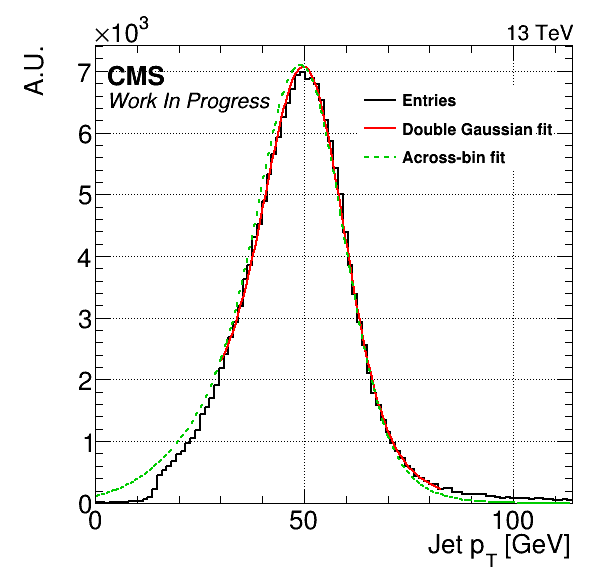 ×10³
13 TeV
A.U.
CMS
Work In Progress
Entries
Double Gaussian fit
Across-bin fit
7
6
5
4
3
2
1
0
0 50 100
Jet p_T [GeV]